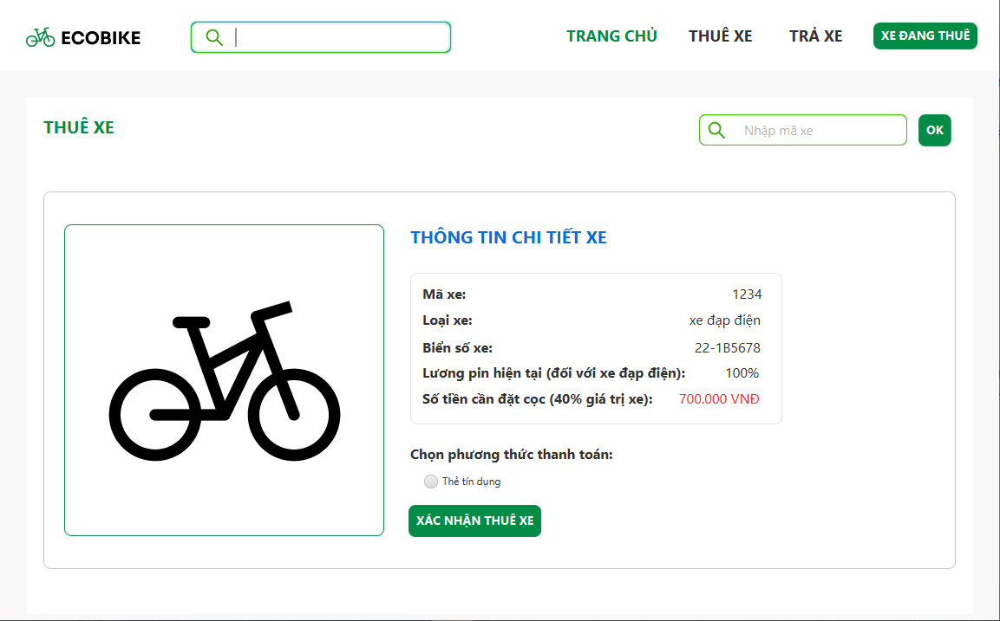 ECOBIKE
TRANG CHỦ THUÊ XE TRẢ XE XE ĐANG THUÊ
THUÊ XE
Nhập mã xe OK
THÔNG TIN CHI TIẾT XE
Mã xe: 1234
Loại xe: xe đạp điện
Biển số xe: 22-1B5678
Lương pin hiện tại (đối với xe đạp điện): 100%
Số tiền cần đặt cọc (40% giá trị xe): 700.000 VNĐ
Chọn phương thức thanh toán:
Thẻ tín dụng
XÁC NHẬN THUÊ XE